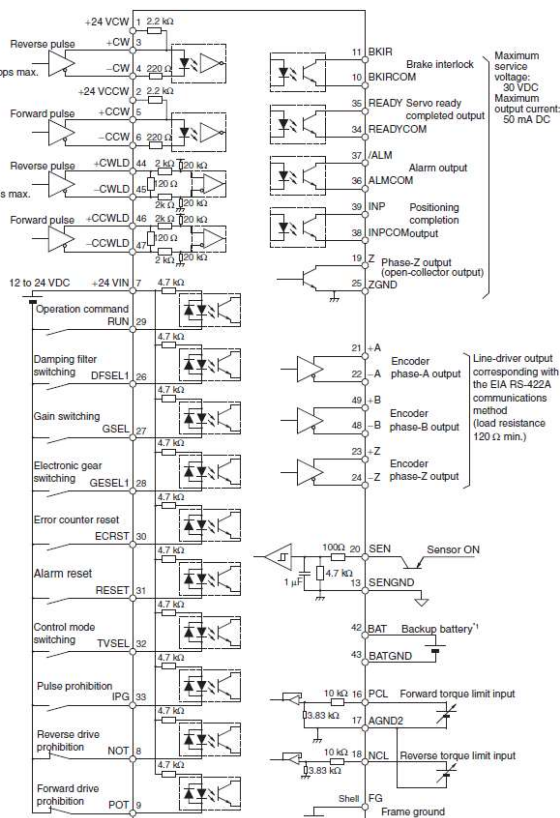 +24 VCW 1 2.2 kΩ
Reverse pulse
+CW 3
pps max.
−CW 4 220 Ω
+24 VCCW 2 2.2 kΩ
Forward pulse
+CCW 5
−CCW 6 220 Ω
Reverse pulse
+CWLD 44 2 kΩ 20 kΩ
120 Ω
s max.
−CWLD 45
2k Ω 20 kΩ
Forward pulse
+CCWLD 46 2k Ω 20 kΩ
120 Ω
−CCWLD 47
2 kΩ 20 kΩ
12 to 24 VDC
+24 VIN 7 4.7 kΩ
Operation command
RUN 29
4.7 kΩ
Damping filter
switching
DFSEL1 26
4.7 kΩ
Gain switching
GSEL 27
4.7 kΩ
Electronic gear
switching
GESEL1 28
4.7 kΩ
Error counter reset
ECRST 30
4.7 kΩ
Alarm reset
RESET 31
4.7 kΩ
Control mode
switching
TVSEL 32
4.7 kΩ
Pulse prohibition
IPG 33
4.7 kΩ
Reverse drive
prohibition
NOT 8
4.7 kΩ
Forward drive
prohibition
POT 9
11 BKIR
Brake interlock
10 BKIRCOM
35 READY Servo ready
completed output
34 READYCOM
37 /ALM
Alarm output
36 ALMCOM
39 INP
Positioning
completion
38 INPCOM output
19 Z
Phase-Z output
(open-collector output)
25 ZGND
Maximum
service
voltage:
30 VDC
Maximum
output current:
50 mA DC
21 +A
Encoder
phase-A output
22 −A
49 +B
Encoder
phase-B output
48 −B
23 +Z
Encoder
phase-Z output
24 −Z
Line-driver output
corresponding with
the EIA RS-422A
communications
method
(load resistance
120 Ω min.)
100Ω 20 SEN
Sensor ON
1 μF
4.7 kΩ
13 SENGND
42 BAT Backup battery*1
43 BATGND
10 kΩ 16 PCL Forward torque limit input
3.83 kΩ
17 AGND2
10 kΩ 18 NCL Reverse torque limit input
3.83 kΩ
Shell FG
Frame ground